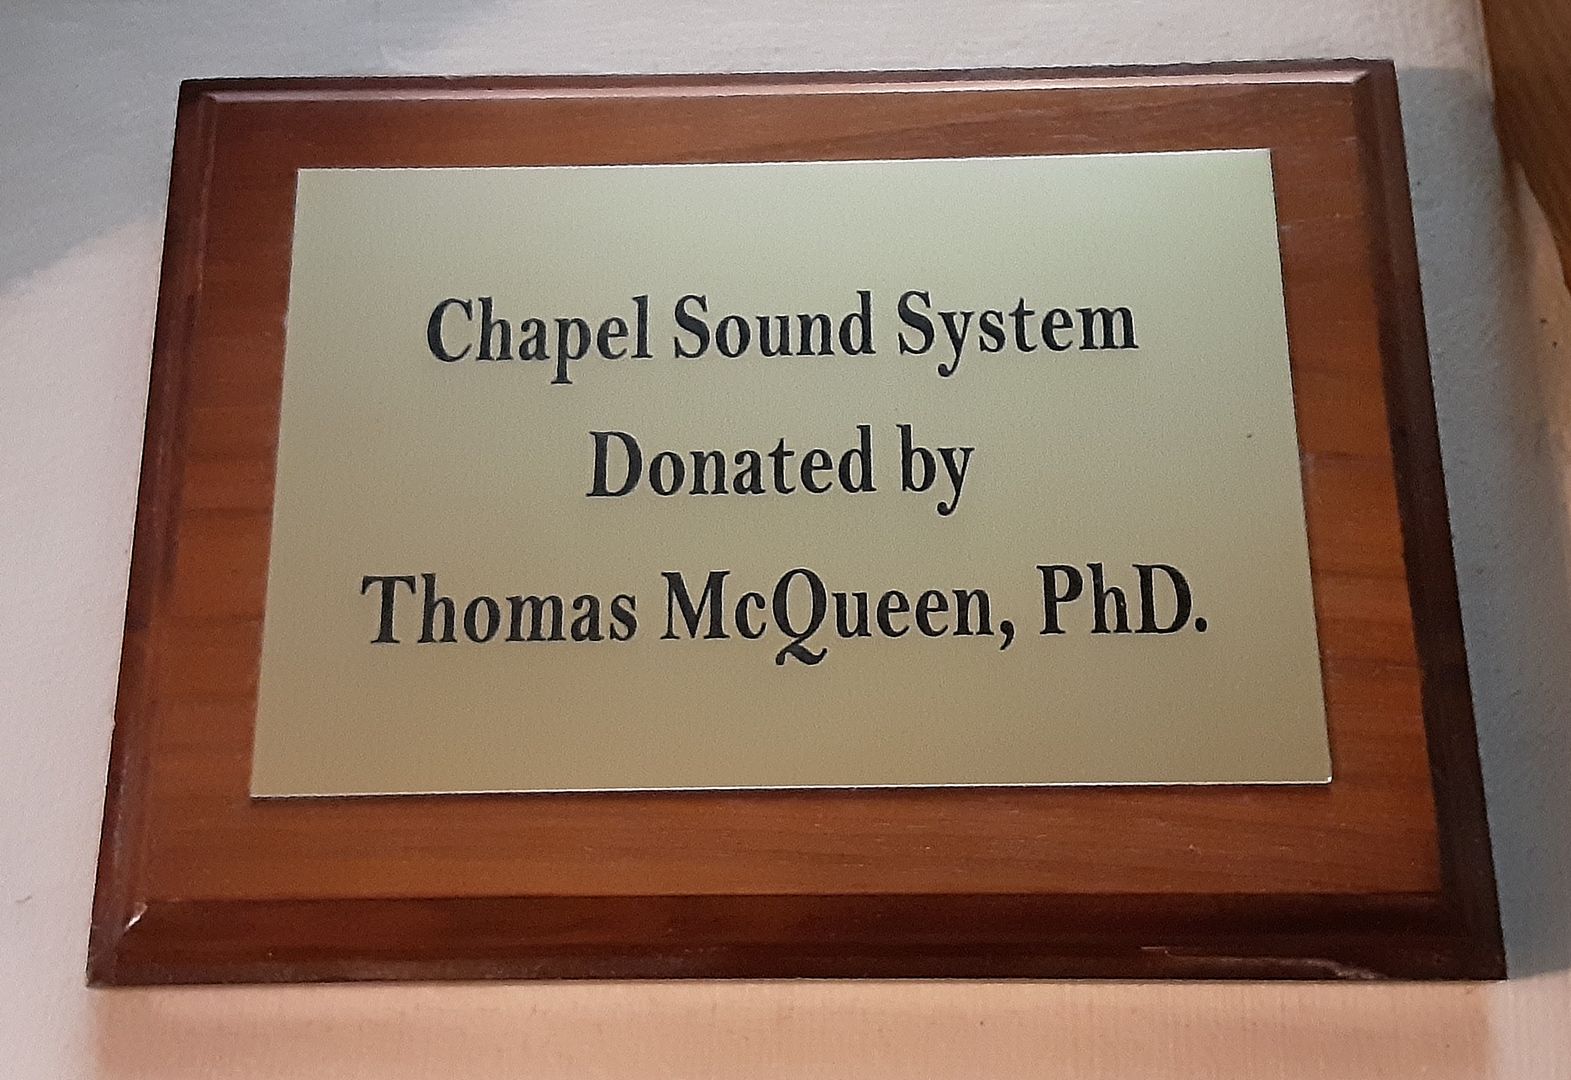 Chapel Sound System
Donated by
Thomas McQueen, PhD.